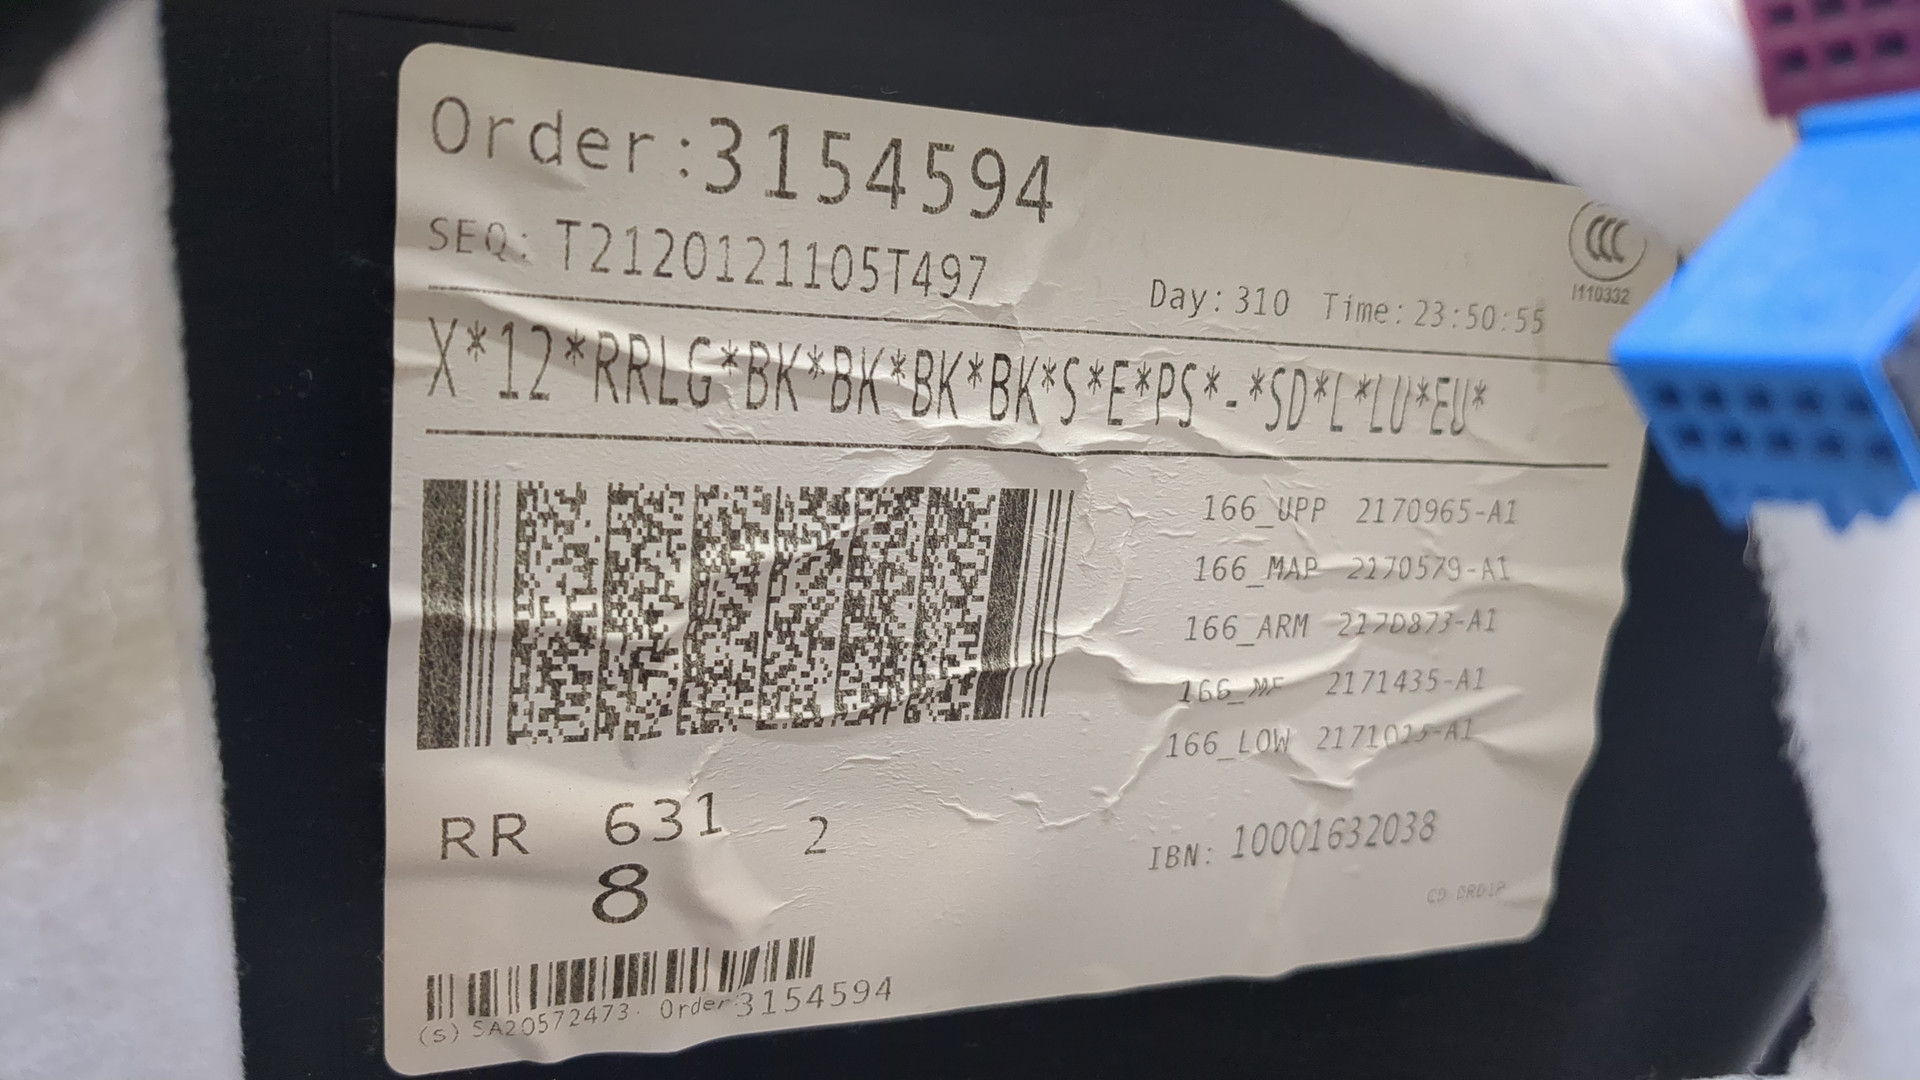 Order:3154594
SEQ: T2120121105T497
Day:310 Time:23:50:55
CCC
I110332
X*12*RRLG*BK*BK*BK*BK*S*E*PS*-*SD*L*LU*EU*
166_UPP 2170965-A1
166_MAP 2170579-A1
166_ARM 2170873-A1
166_MF 2171435-A1
166_LOW
RR 631 2
8
IBN: 10001632038
(S) SA20572473 Order:3154594